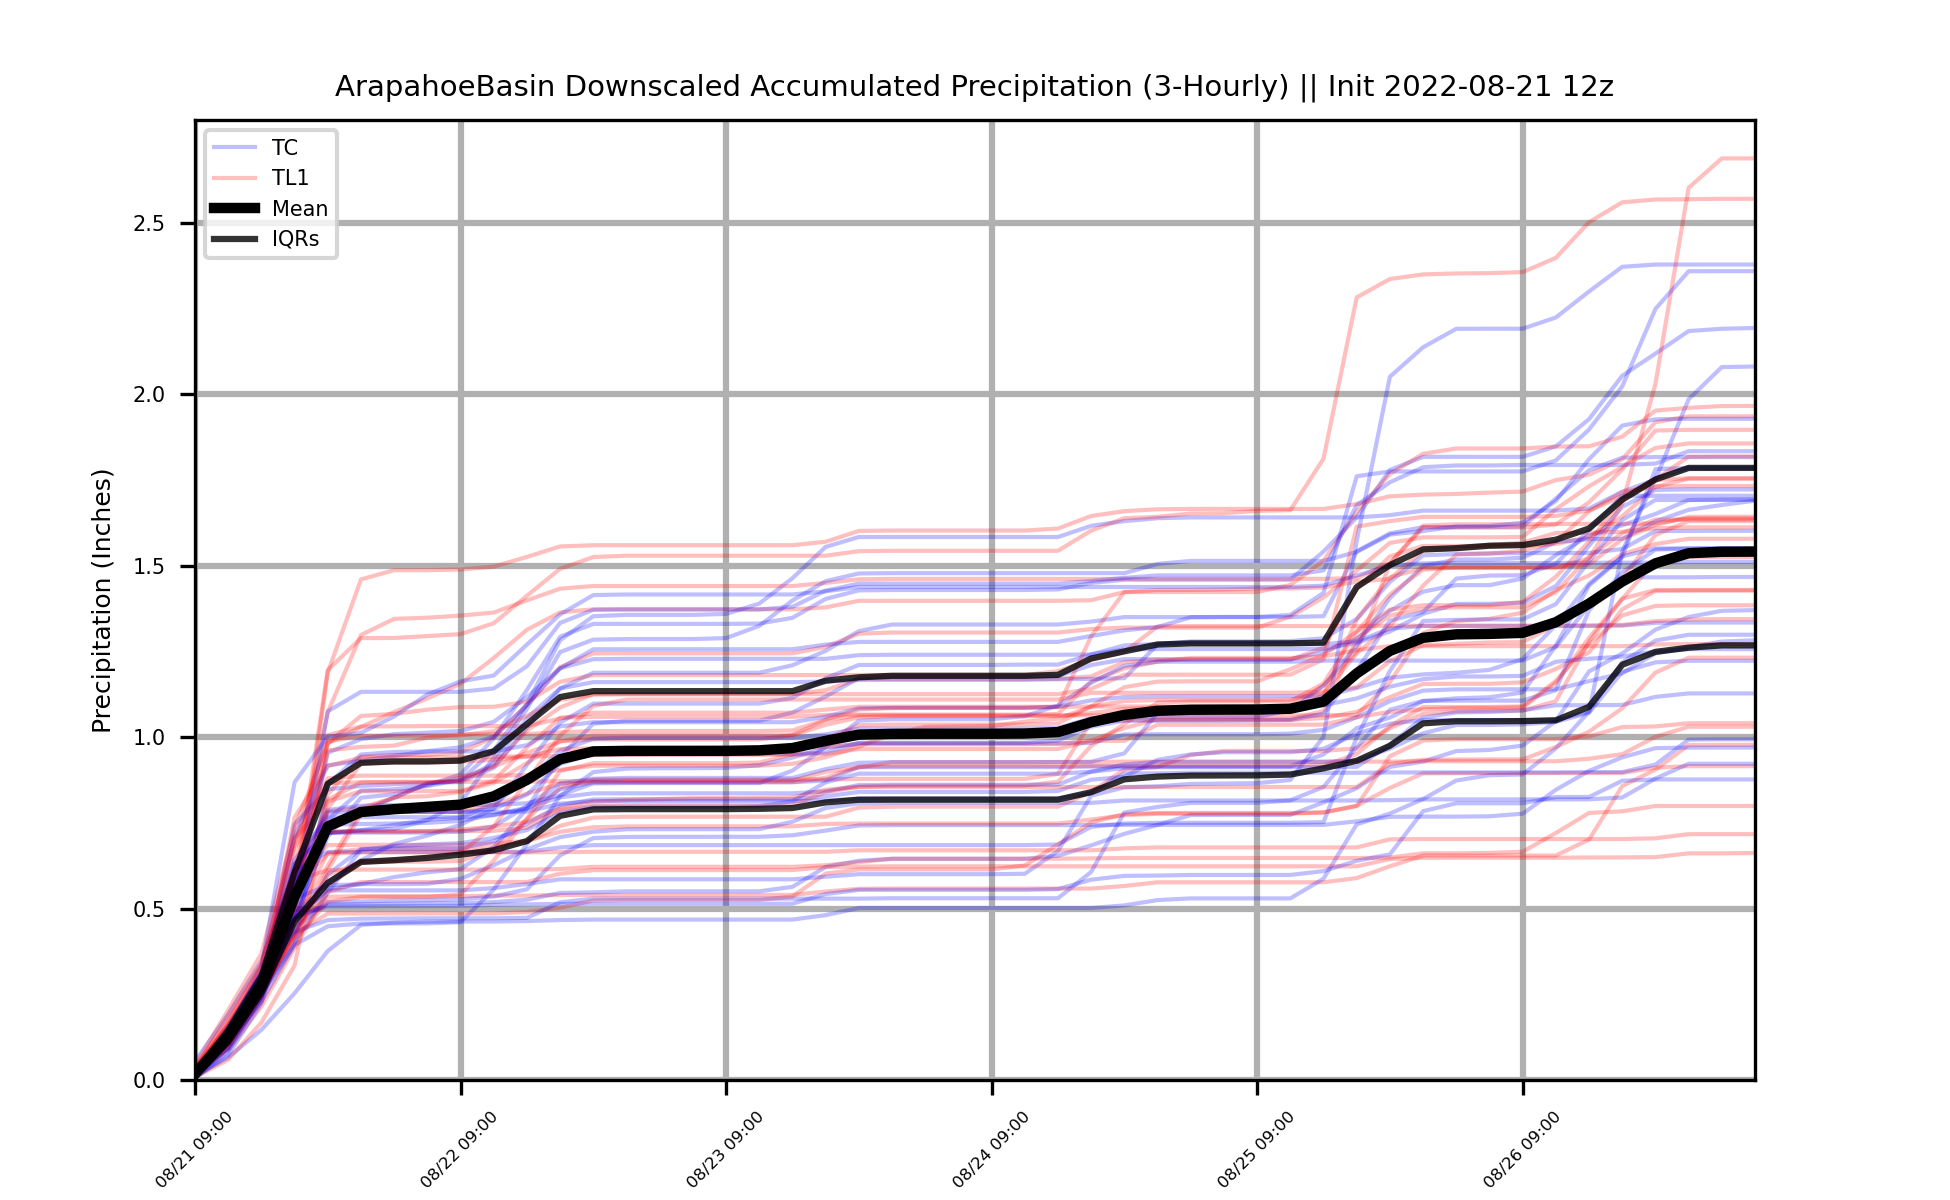 ArapahoeBasin Downscaled Accumulated Precipitation (3-Hourly) || Init 2022-08-21 12z
TC
TL1
Mean
IQRs
Precipitation (Inches)
2.5
2.0
1.5
1.0
0.5
0.0
08/21 09:00
08/22 09:00
08/23 09:00
08/24 09:00
08/25 09:00
08/26 09:00